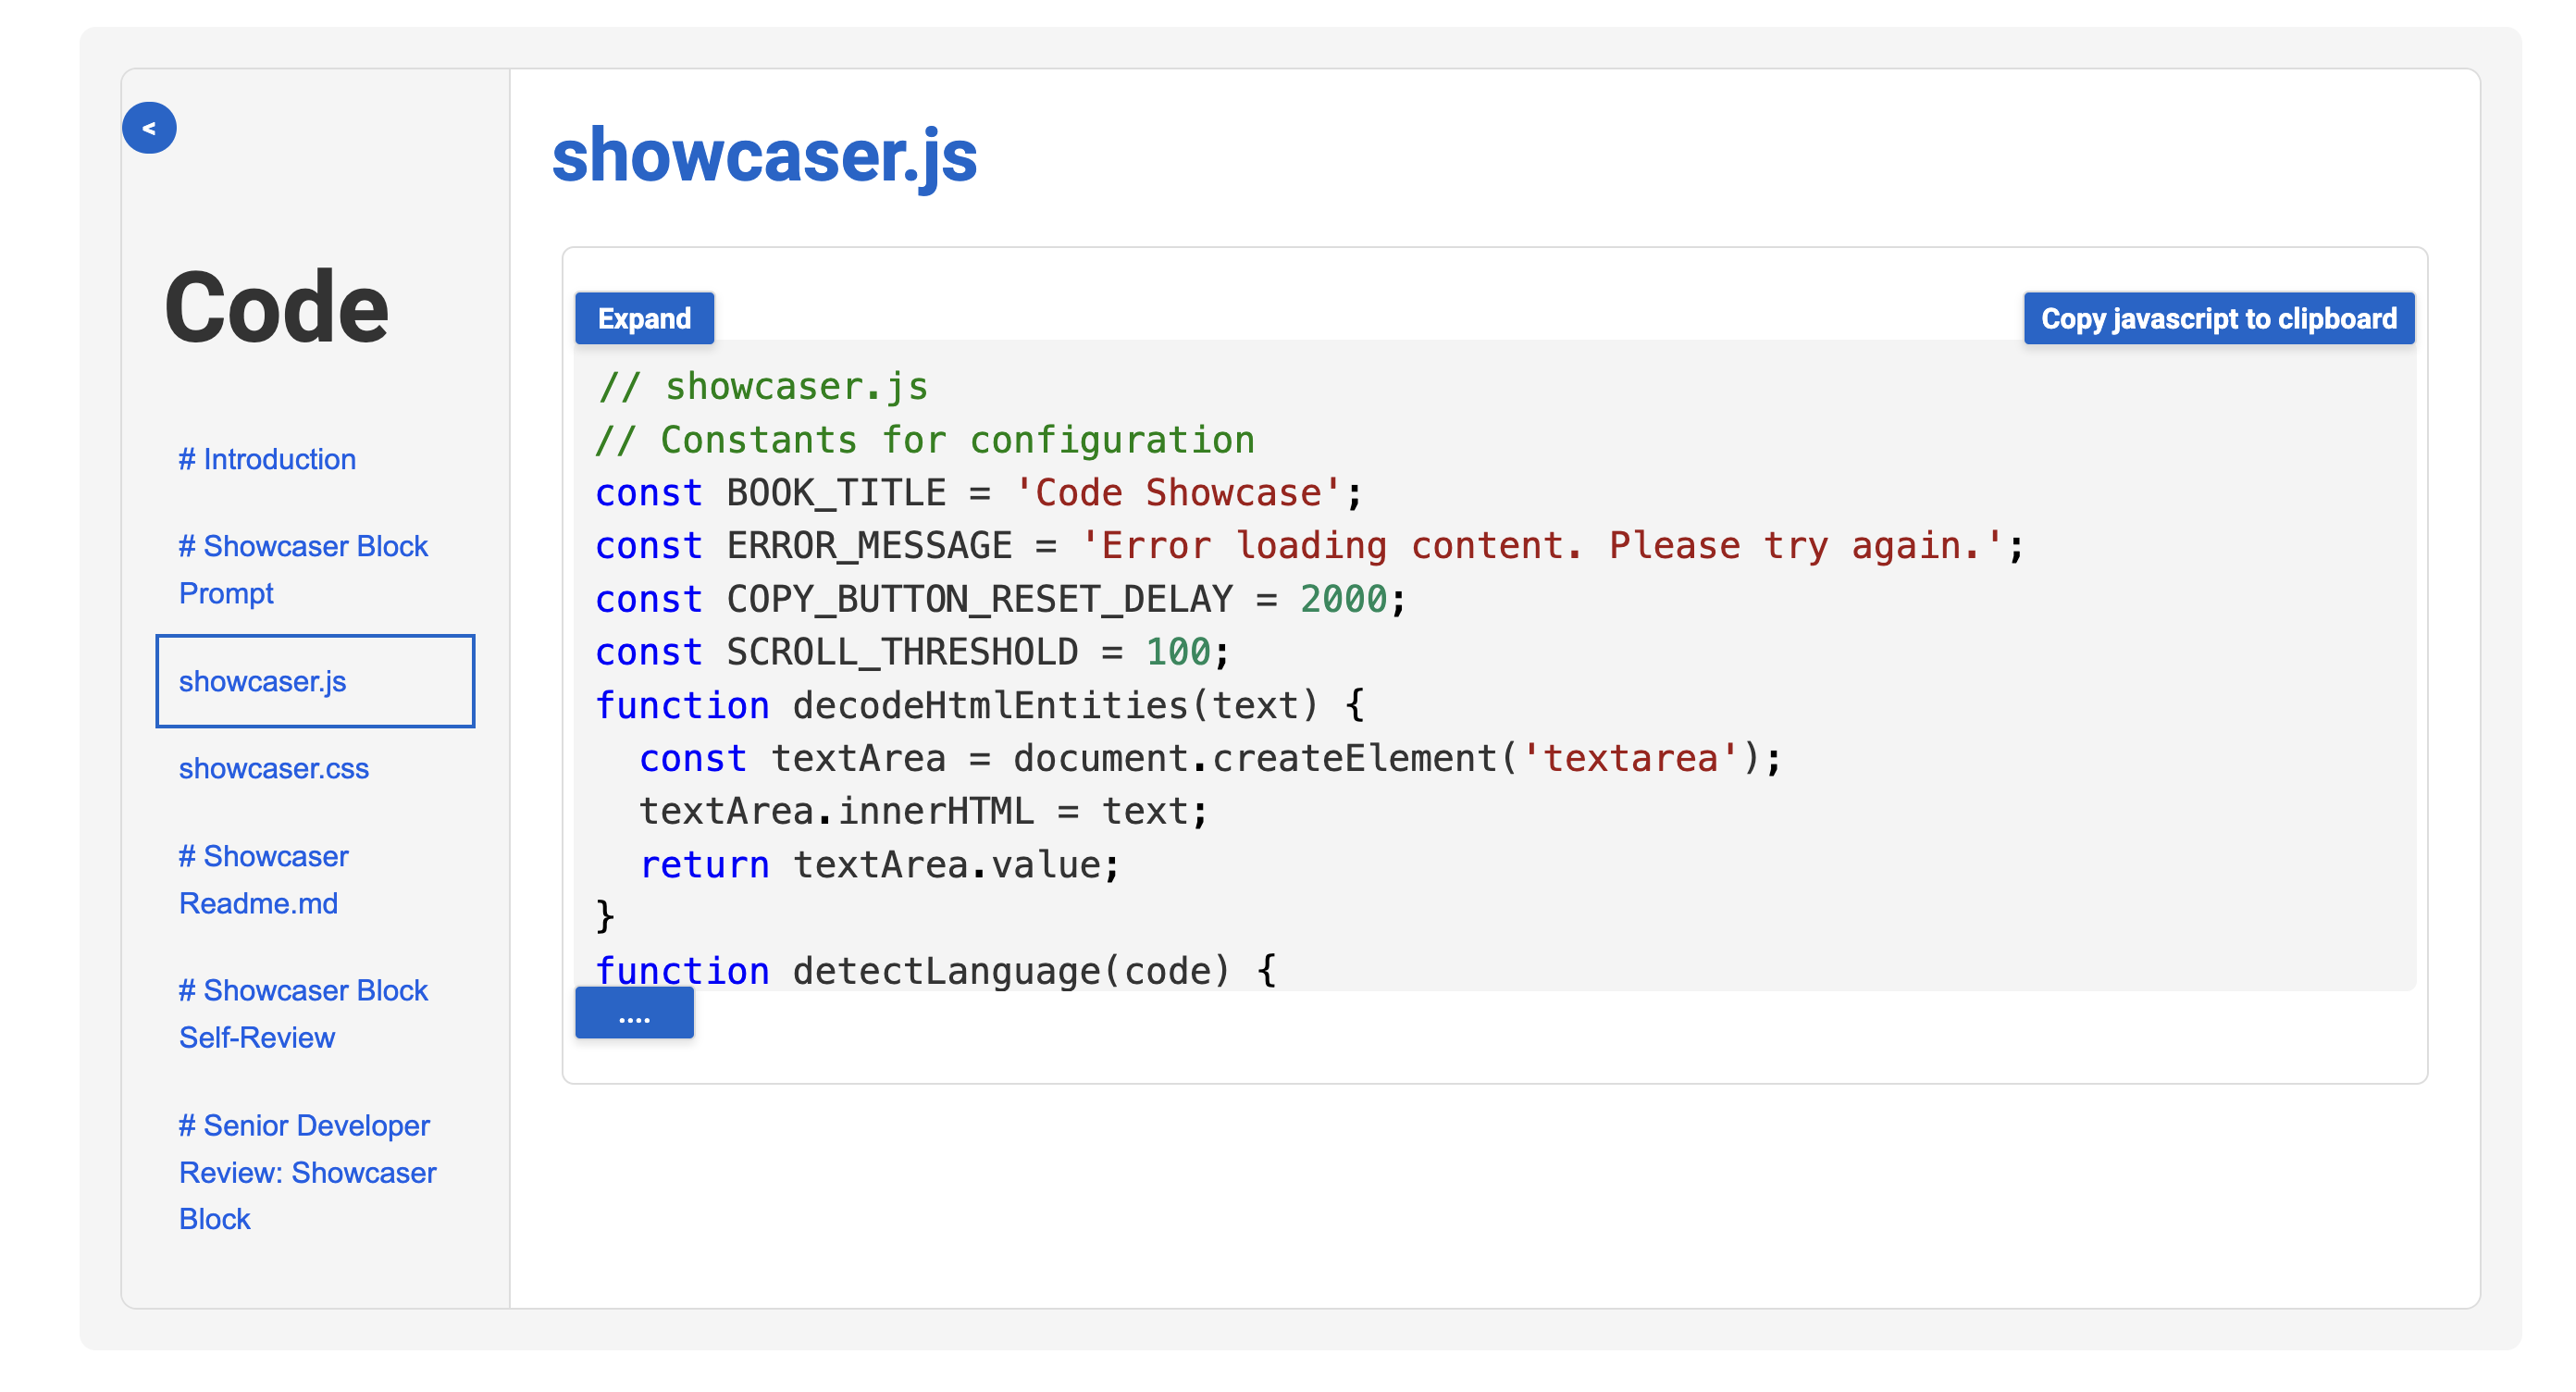 <
Code
# Introduction
# Showcaser Block
Prompt
showcaser.js
showcaser.css
# Showcaser
Readme.md
# Showcaser Block
Self-Review
# Senior Developer
Review: Showcaser
Block
showcaser.js
Expand
Copy javascript to clipboard
// showcaser.js
// Constants for configuration
const BOOK_TITLE = 'Code Showcase';
const ERROR_MESSAGE = 'Error loading content. Please try again.';
const COPY_BUTTON_RESET_DELAY = 2000;
const SCROLL_THRESHOLD = 100;
function decodeHtmlEntities(text) {
  const textArea = document.createElement('textarea');
  textArea.innerHTML = text;
  return textArea.value;
}
function detectLanguage(code) {
....